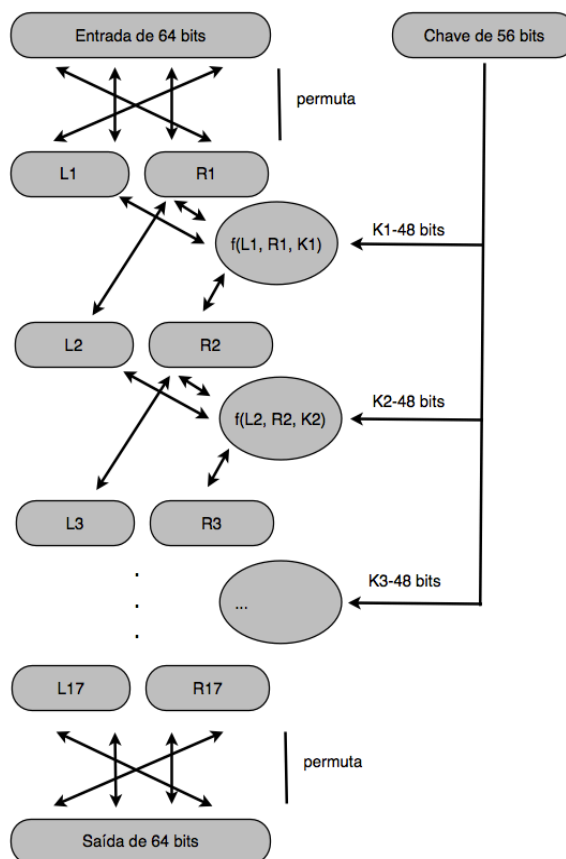 Entrada de 64 bits
Chave de 56 bits
permuta
L1
R1
f(L1, R1, K1)
K1-48 bits
L2
R2
f(L2, R2, K2)
K2-48 bits
L3
R3
...
K3-48 bits
L17
R17
permuta
Saída de 64 bits